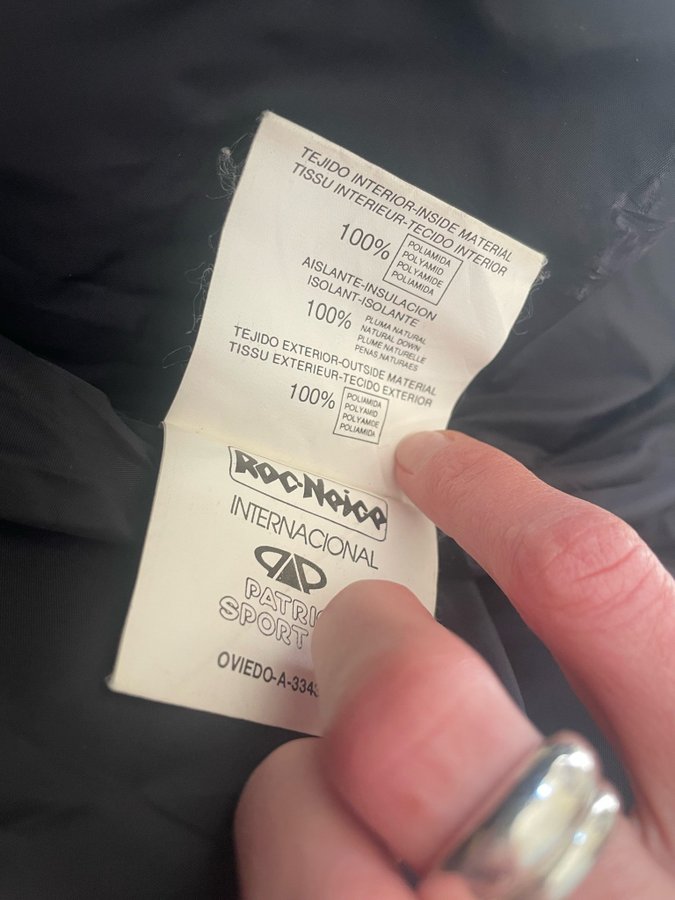 TEJIDO INTERIOR-INSIDE MATERIAL
TISSU INTERIEUR-TECIDO INTERIOR
100%
POLIAMIDA
POLYAMID
POLYAMIDE
POLIAMIDA
AISLANTE-INSULACION
ISOLANT-ISOLANTE
100%
PLUMA NATURAL
NATURAL DOWN
PLUME NATURELLE
PENAS NATURAES
TEJIDO EXTERIOR-OUTSIDE MATERIAL
TISSU EXTERIEUR-TECIDO EXTERIOR
100%
POLIAMIDA
POLYAMID
POLYAMIDE
POLIAMIDA
ROC-NEIGE
INTERNACIONAL
SPORT